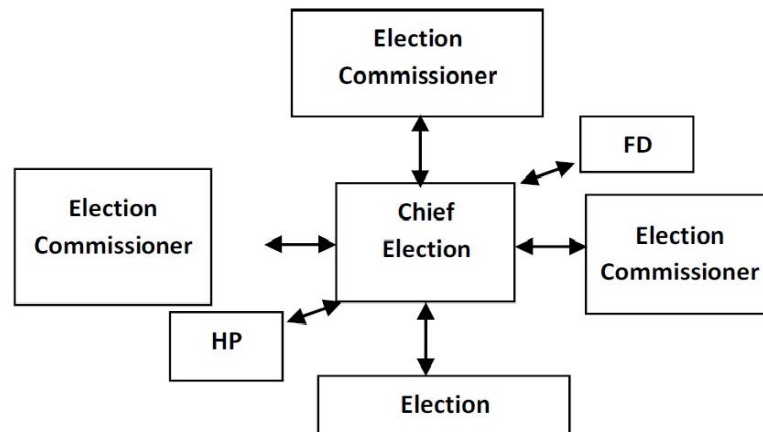 Election
Commissioner
FD
Election
Commissioner
Chief
Election
Election
Commissioner
HP
Election